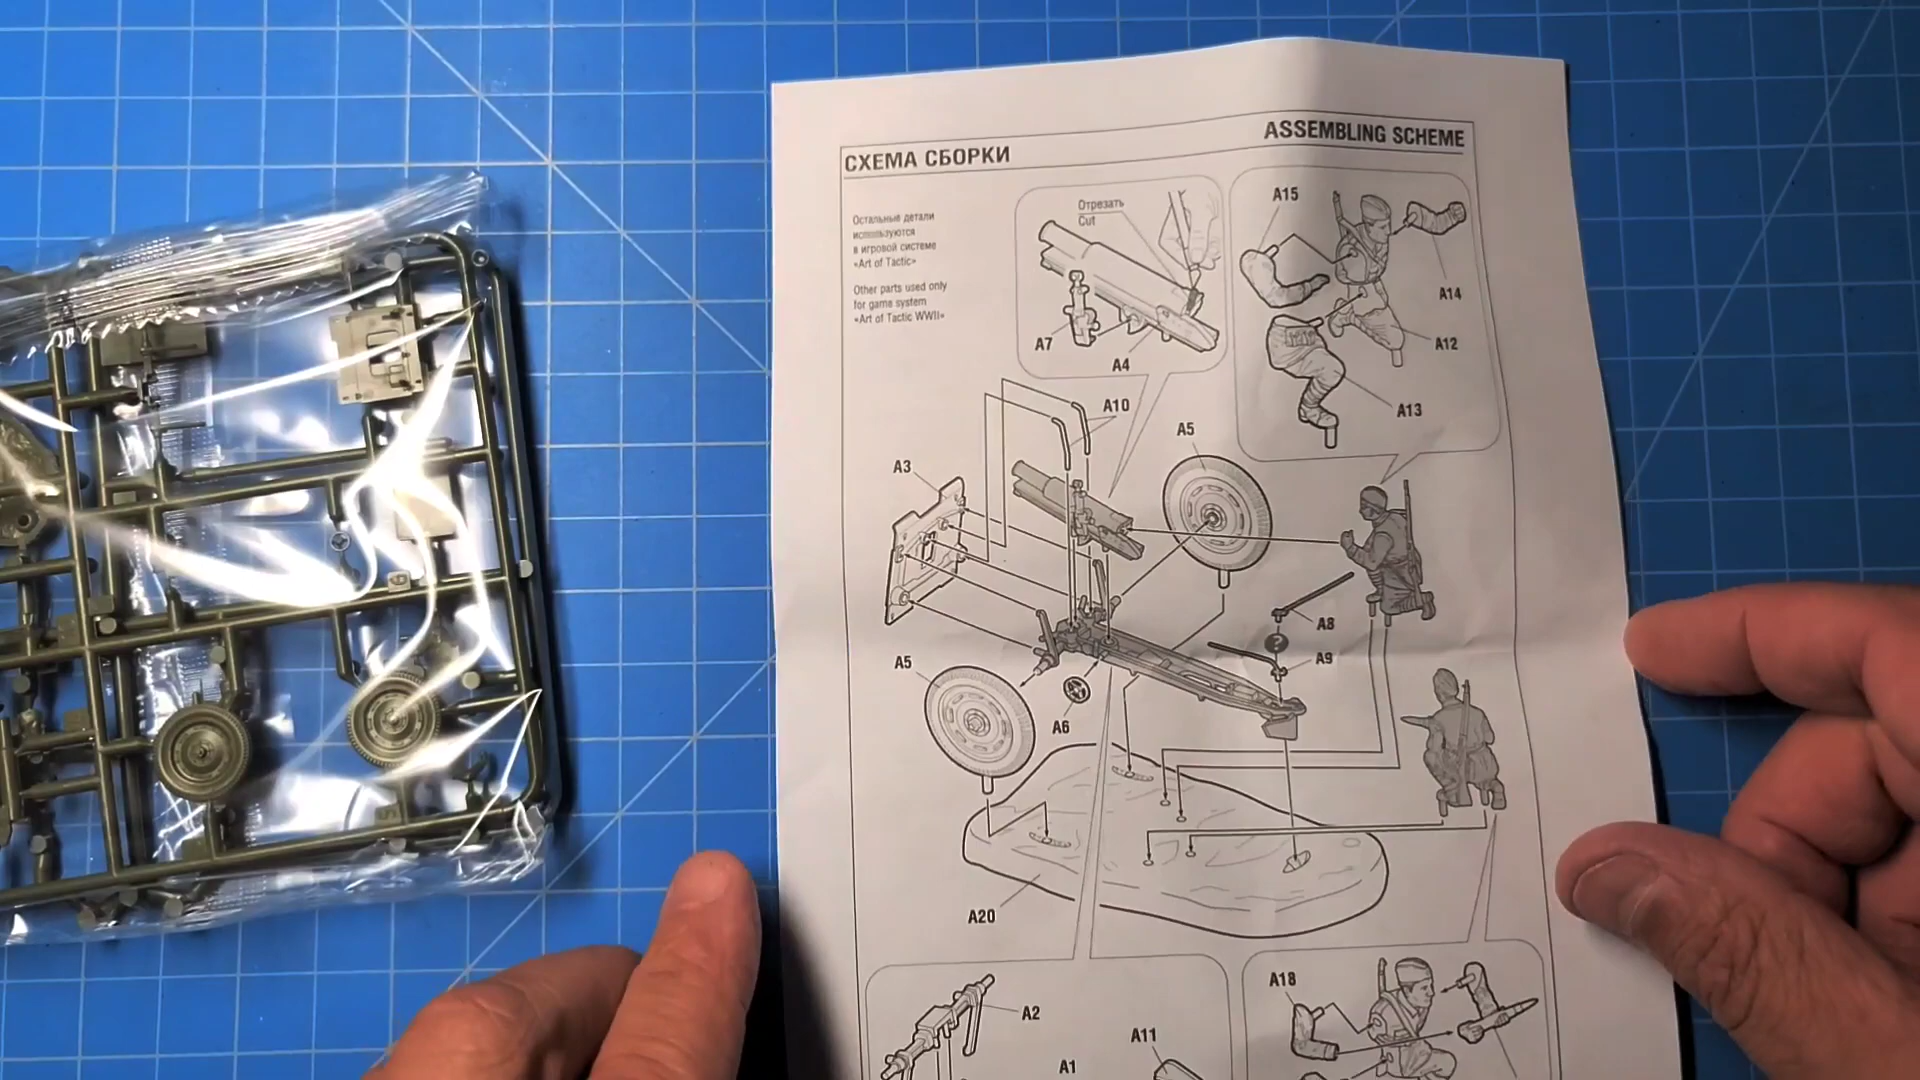 СХЕМА СБОРКИ
ASSEMBLING SCHEME
Остальные детали
используются
в игровой системе
«Art of Tactic»
Other parts used only
for game system
«Art of Tactic WWII»
Отрезать
Cut
A7
A4
A15
A14
A12
A13
A10
A5
A3
A8
?
A9
A5
A6
A20
A2
A11
A1
A18